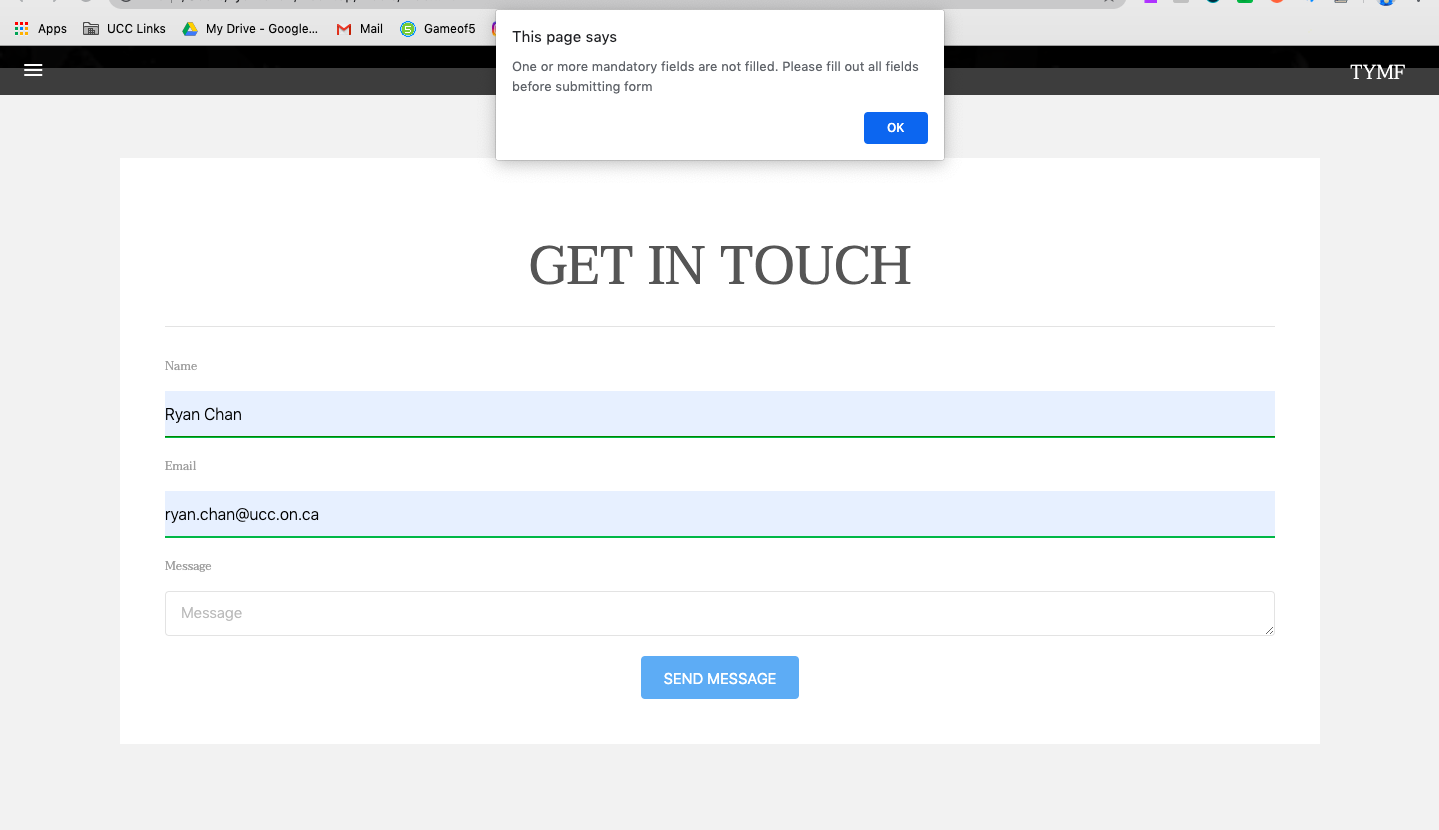 Apps
UCC Links
My Drive - Google...
Mail
Gameof5
This page says
One or more mandatory fields are not filled. Please fill out all fields
before submitting form
OK
TYMF
GET IN TOUCH
Name
Ryan Chan
Email
ryan.chan@ucc.on.ca
Message
Message
SEND MESSAGE